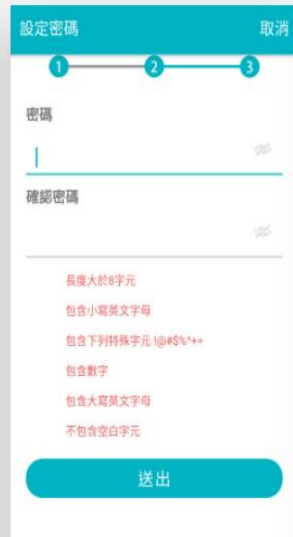 設定密碼 取消
1 2 3
密碼
確認密碼
長度大於8字元
包含小寫英文字母
包含下列特殊字元 !@#$%^+=
包含數字
包含大寫英文字母
不包含空白字元
送出